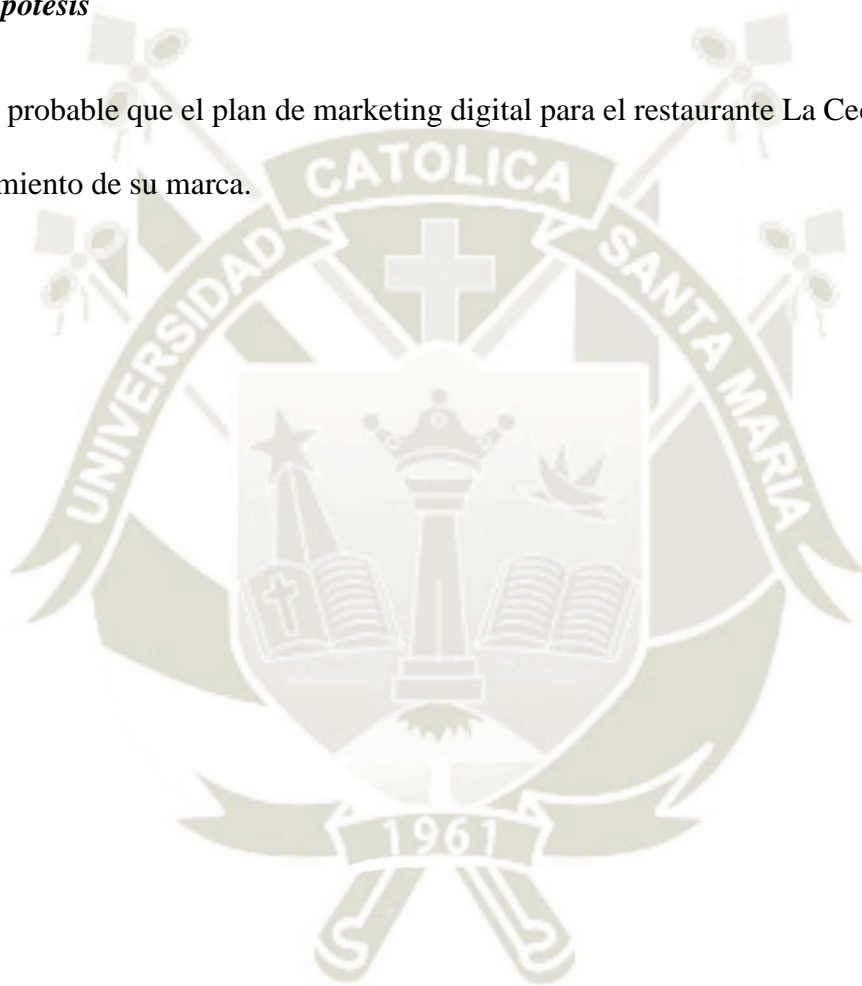 pótesis
probable que el plan de marketing digital para el restaurante La Cec
miento de su marca.
UNIVERSIDAD CATOLICA SANTA MARIA
1961